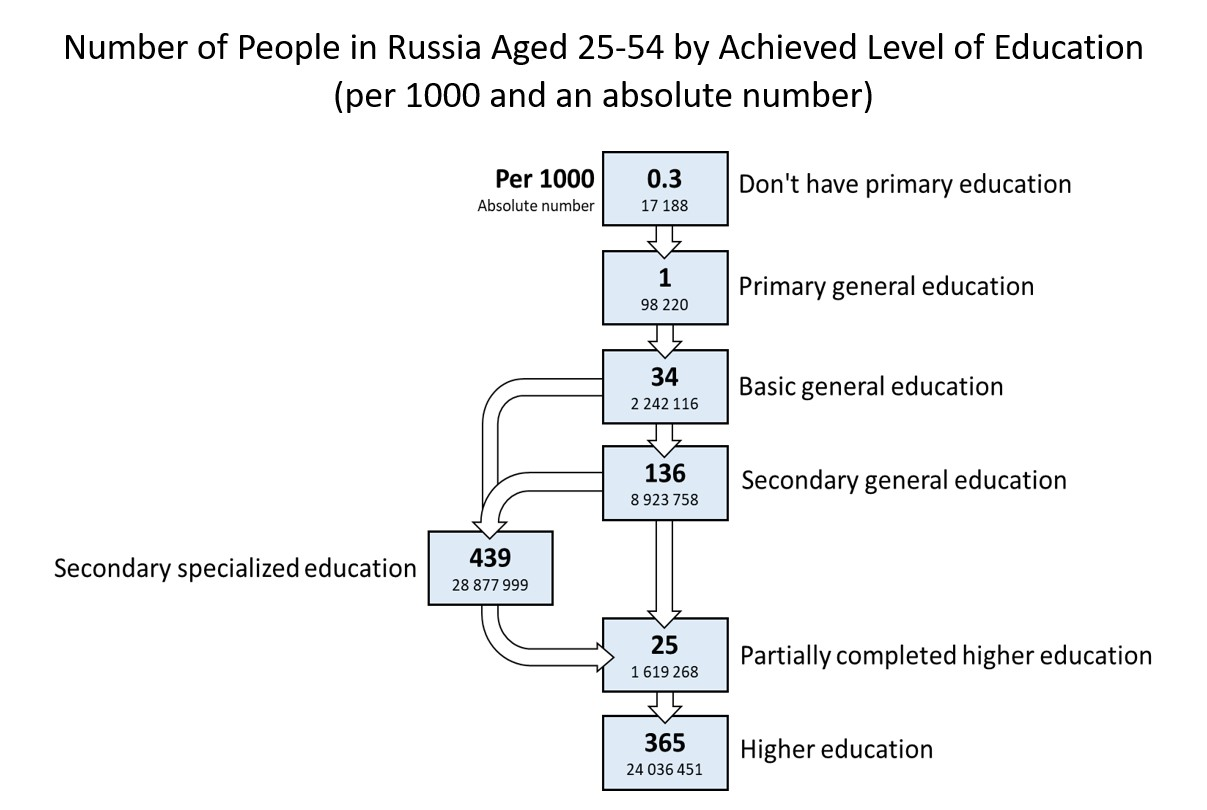 Number of People in Russia Aged 25-54 by Achieved Level of Education
(per 1000 and an absolute number)
Per 1000
Absolute number
0.3
17 188
Don't have primary education
1
98 220
Primary general education
34
2 242 116
Basic general education
136
8 923 758
Secondary general education
Secondary specialized education
439
28 877 999
25
1 619 268
Partially completed higher education
365
24 036 451
Higher education